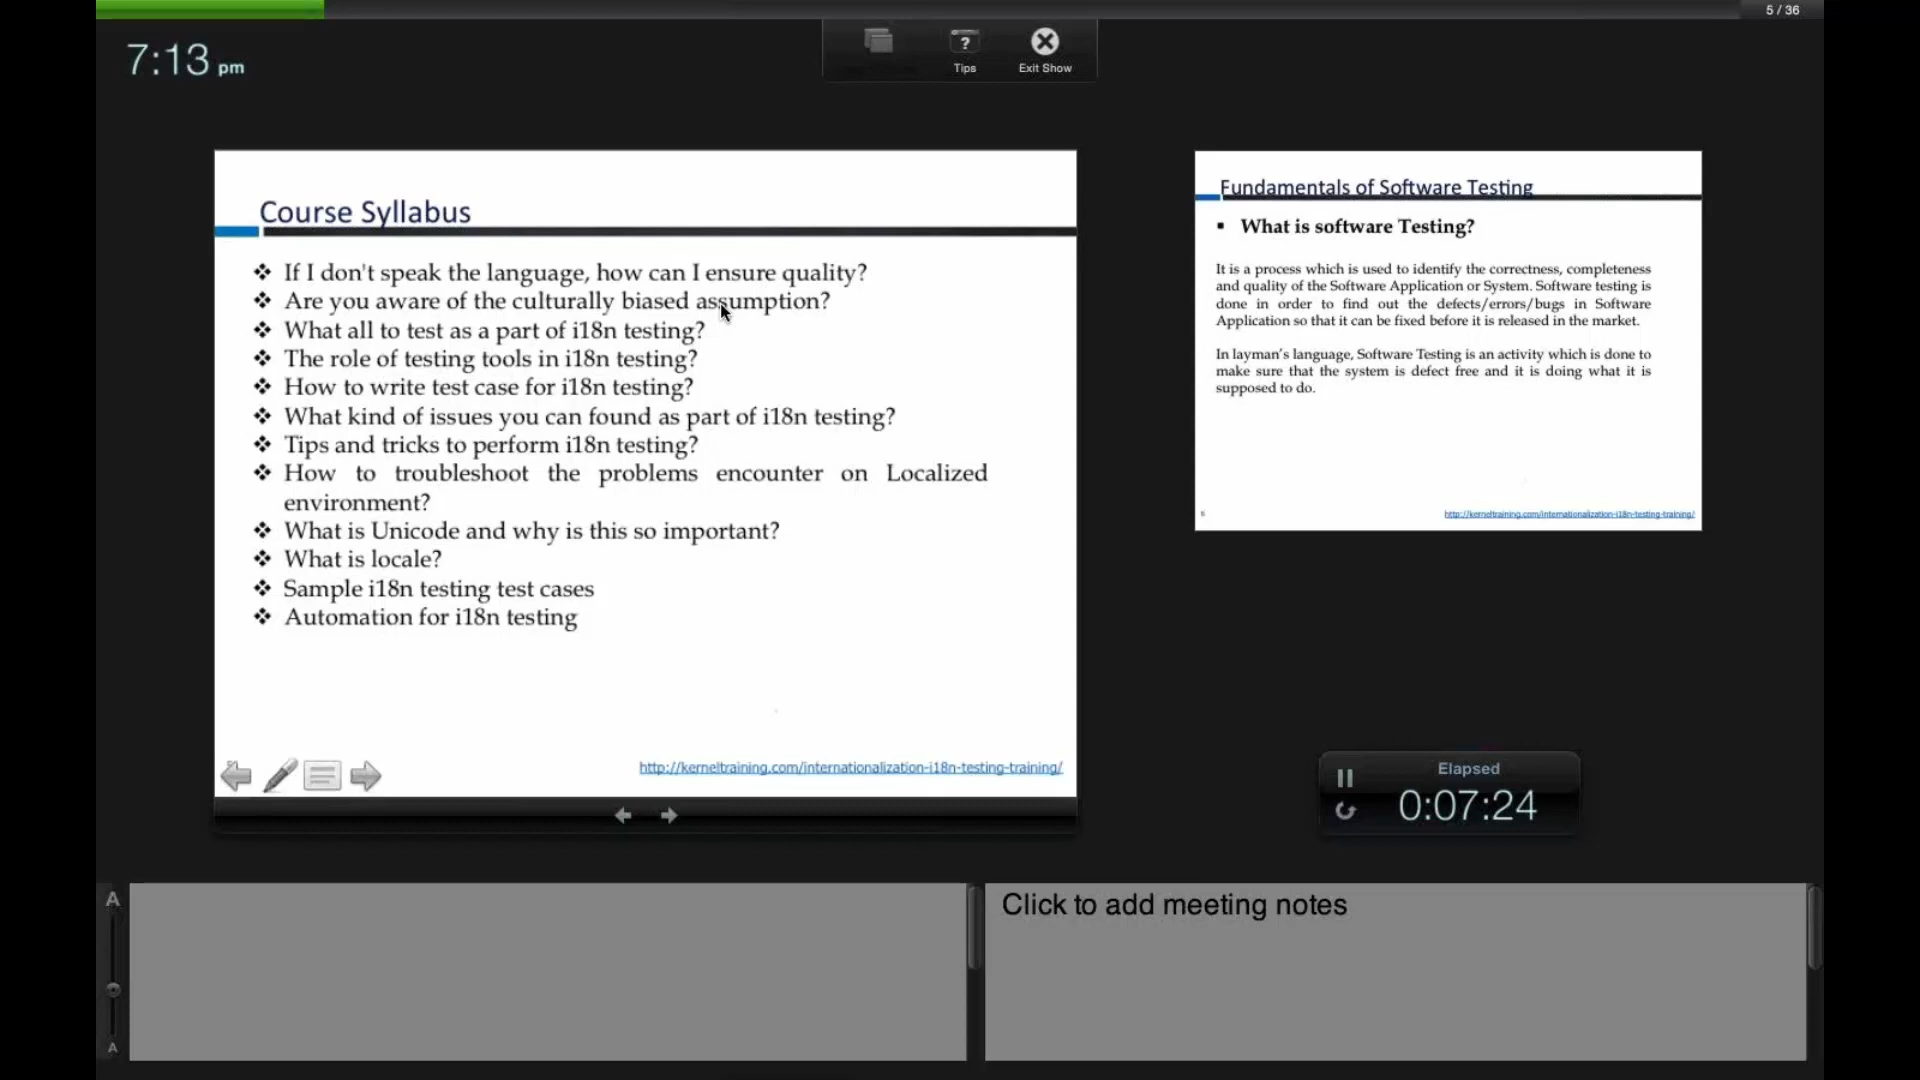 5 / 36
7:13 pm
?
Tips
Exit Show
Course Syllabus
❖ If I don't speak the language, how can I ensure quality?
❖ Are you aware of the culturally biased assumption?
❖ What all to test as a part of i18n testing?
❖ The role of testing tools in i18n testing?
❖ How to write test case for i18n testing?
❖ What kind of issues you can found as part of i18n testing?
❖ Tips and tricks to perform i18n testing?
❖ How to troubleshoot the problems encounter on Localized
environment?
❖ What is Unicode and why is this so important?
❖ What is locale?
❖ Sample i18n testing test cases
❖ Automation for i18n testing
http://kerneltraining.com/internationalization-i18n-testing-training/
Fundamentals of Software Testing
▪ What is software Testing?
It is a process which is used to identify the correctness, completeness
and quality of the Software Application or System. Software testing is
done in order to find out the defects/errors/bugs in Software
Application so that it can be fixed before it is released in the market.
In layman's language, Software Testing is an activity which is done to
make sure that the system is defect free and it is doing what it is
supposed to do.
http://kerneltraining.com/internationalization-i18n-testing-training/
Elapsed
0:07:24
A
A
Click to add meeting notes